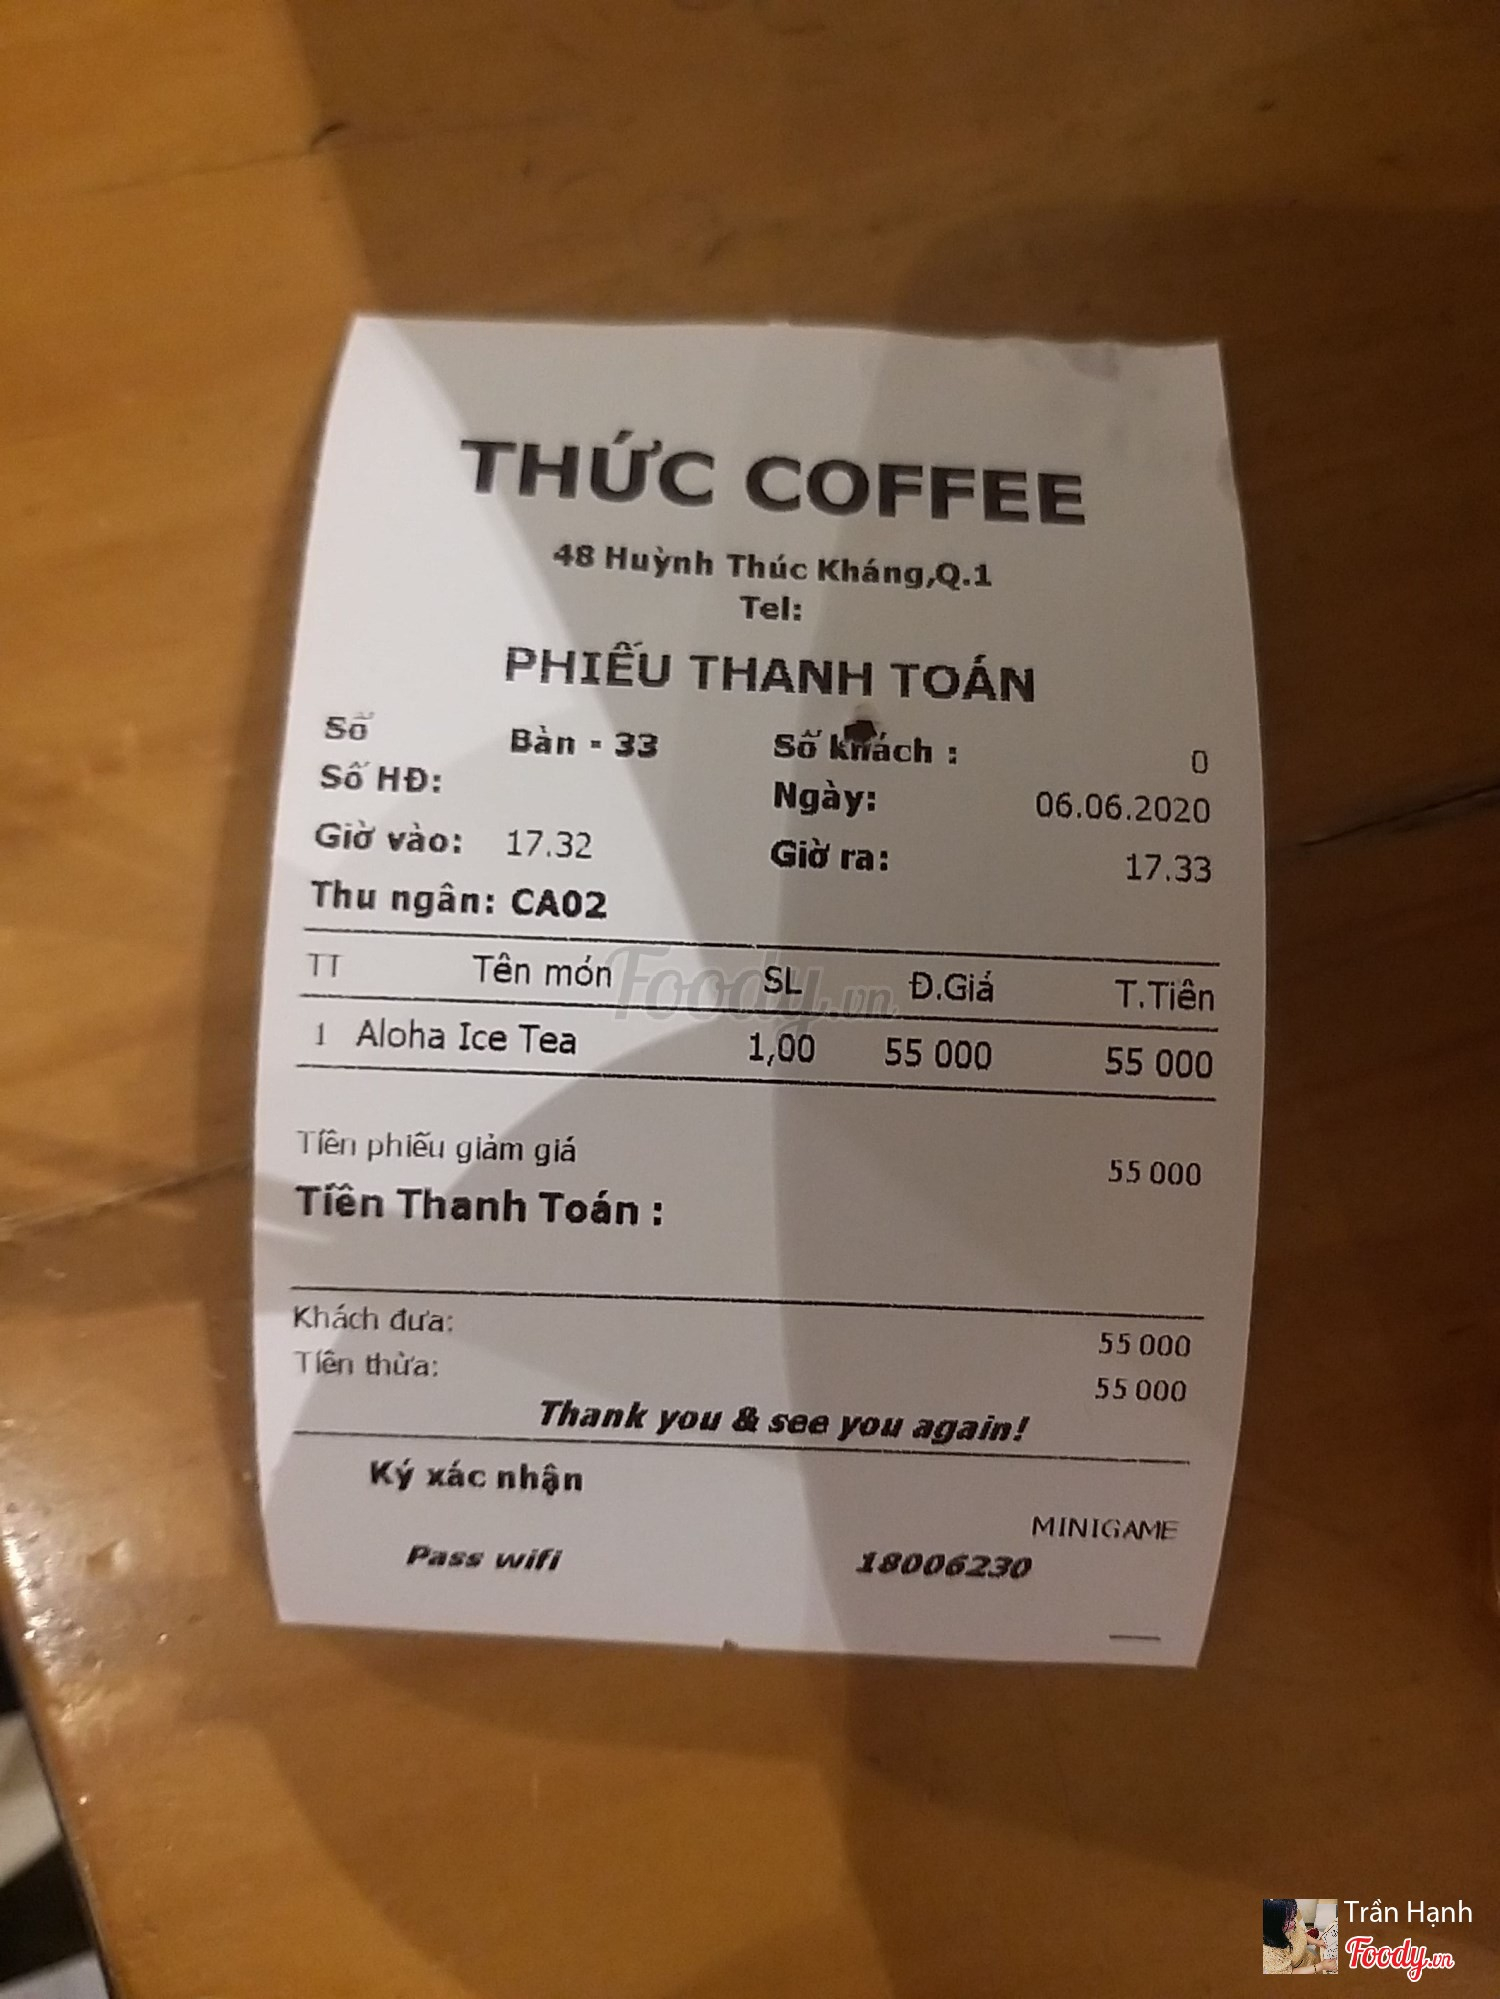 THỨC COFFEE
48 Huỳnh Thúc Kháng,Q.1
Tel:
PHIẾU THANH TOÁN
Số Bàn - 33 Số khách : 0
Số HĐ: Ngày: 06.06.2020
Giờ vào: 17.32 Giờ ra: 17.33
Thu ngân: CA02
TT Tên món SL Đ.Giá T.Tiền
1 Aloha Ice Tea 1,00 55 000 55 000
Tiền phiếu giảm giá 55 000
Tiền Thanh Toán :
Khách đưa: 55 000
Tiền thừa: 55 000
Thank you & see you again!
Ký xác nhận
MINIGAME
Pass wifi 18006230
Foody.vn
Trần Hạnh
Foody.vn